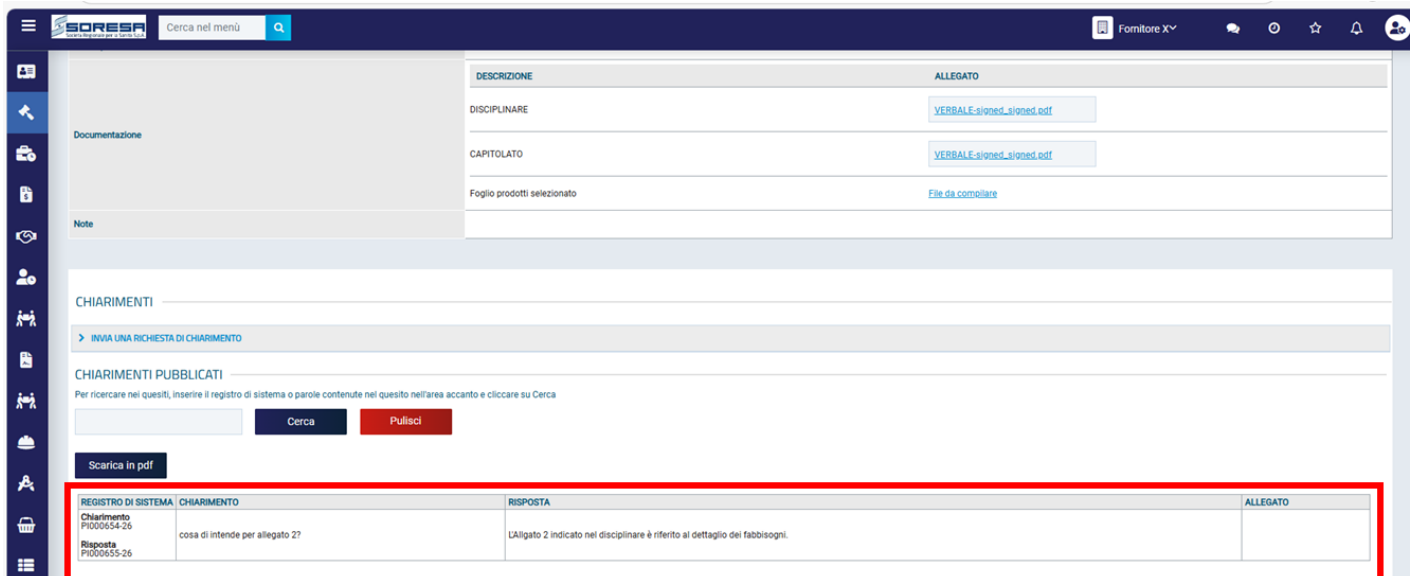 SORESA
Società Regionale per la Sanità S.p.A.
Cerca nel menù
Fornitore X
DESCRIZIONE ALLEGATO
DISCIPLINARE VERBALE-signed_signed.pdf
Documentazione
CAPITOLATO VERBALE-signed_signed.pdf
Foglio prodotti selezionato File da compilare
Note
CHIARIMENTI
INVIA UNA RICHIESTA DI CHIARIMENTO
CHIARIMENTI PUBBLICATI
Per ricercare nei quesiti, inserire il registro di sistema o parole contenute nel quesito nell'area accanto e cliccare su Cerca
Cerca Pulisci
Scarica in pdf
REGISTRO DI SISTEMA CHIARIMENTO RISPOSTA ALLEGATO
Chiarimento
PI000654-26
cosa di intende per allegato 2? L'Alligato 2 indicato nel disciplinare è riferito al dettaglio dei fabbisogni.
Risposta
PI000655-26